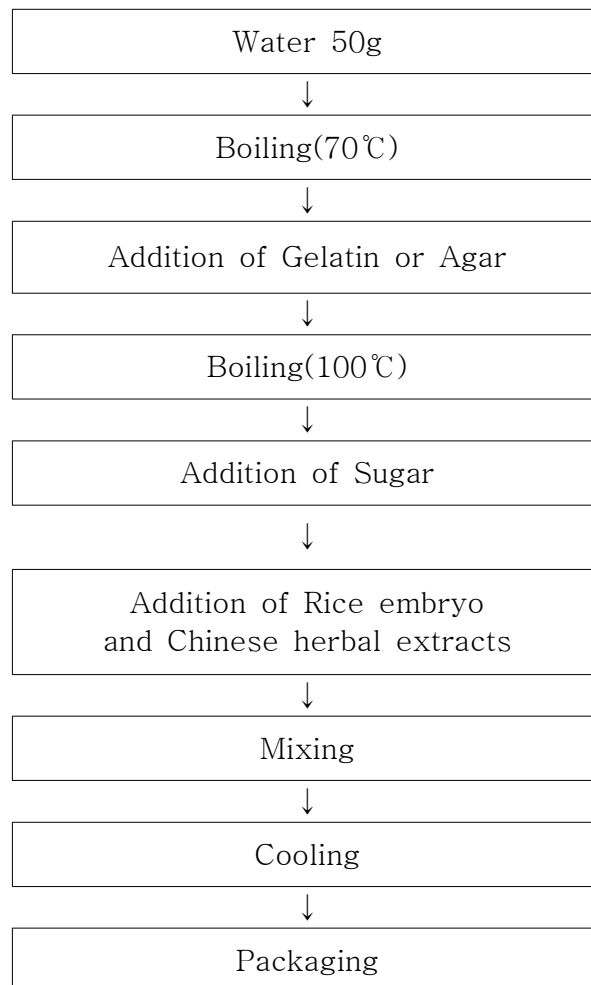 Water 50g
↓
Boiling(70℃)
↓
Addition of Gelatin or Agar
↓
Boiling(100℃)
↓
Addition of Sugar
↓
Addition of Rice embryo
and Chinese herbal extracts
↓
Mixing
↓
Cooling
↓
Packaging